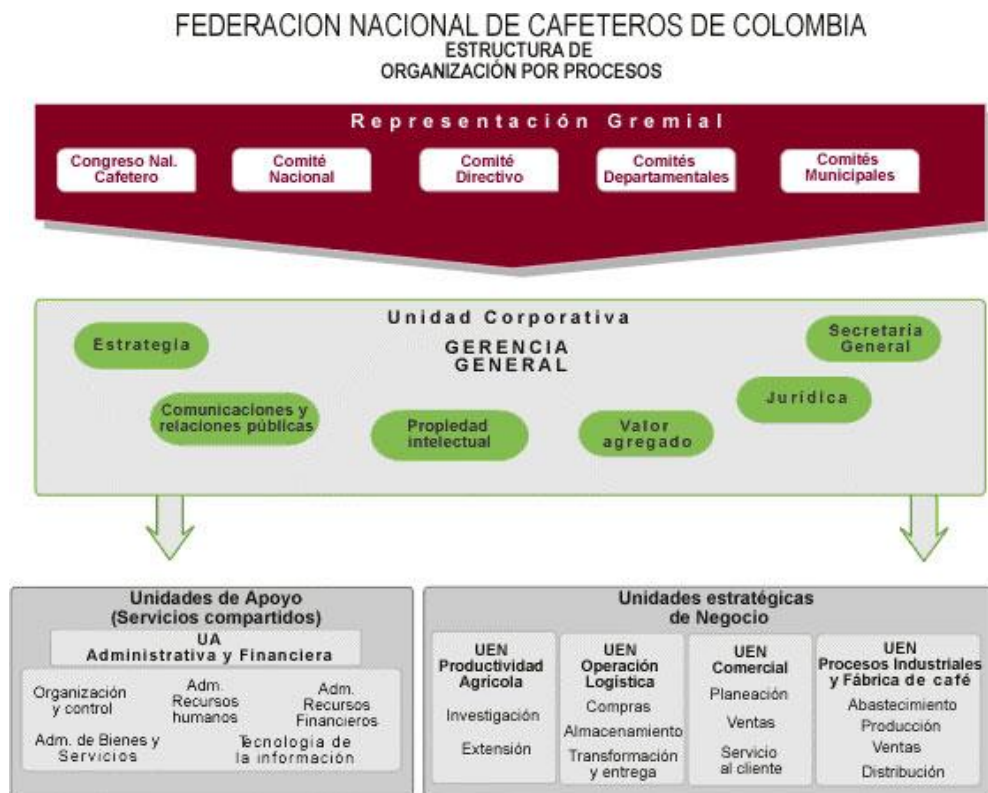 FEDERACION NACIONAL DE CAFETEROS DE COLOMBIA
ESTRUCTURA DE
ORGANIZACIÓN POR PROCESOS
Representación Gremial
Congreso Nal.
Cafetero
Comité
Nacional
Comité
Directivo
Comités
Departamentales
Comités
Municipales
Unidad Corporativa
GERENCIA
GENERAL
Estrategia
Comunicaciones y
relaciones públicas
Propiedad
intelectual
Valor
agregado
Jurídica
Secretaria
General
Unidades de Apoyo
(Servicios compartidos)
UA
Administrativa y Financiera
Organización
y control
Adm.
Recursos
humanos
Adm.
Recursos
Financieros
Adm. de Bienes y
Servicios
Tecnologia de
la información
Unidades estratégicas
de Negocio
UEN
Productividad
Agrícola
Investigación
Extensión
UEN
Operación
Logística
Compras
Almacenamiento
Transformación
y entrega
UEN
Comercial
Planeación
Ventas
Servicio
al cliente
UEN
Procesos Industriales
y Fábrica de café
Abastecimiento
Producción
Ventas
Distribución